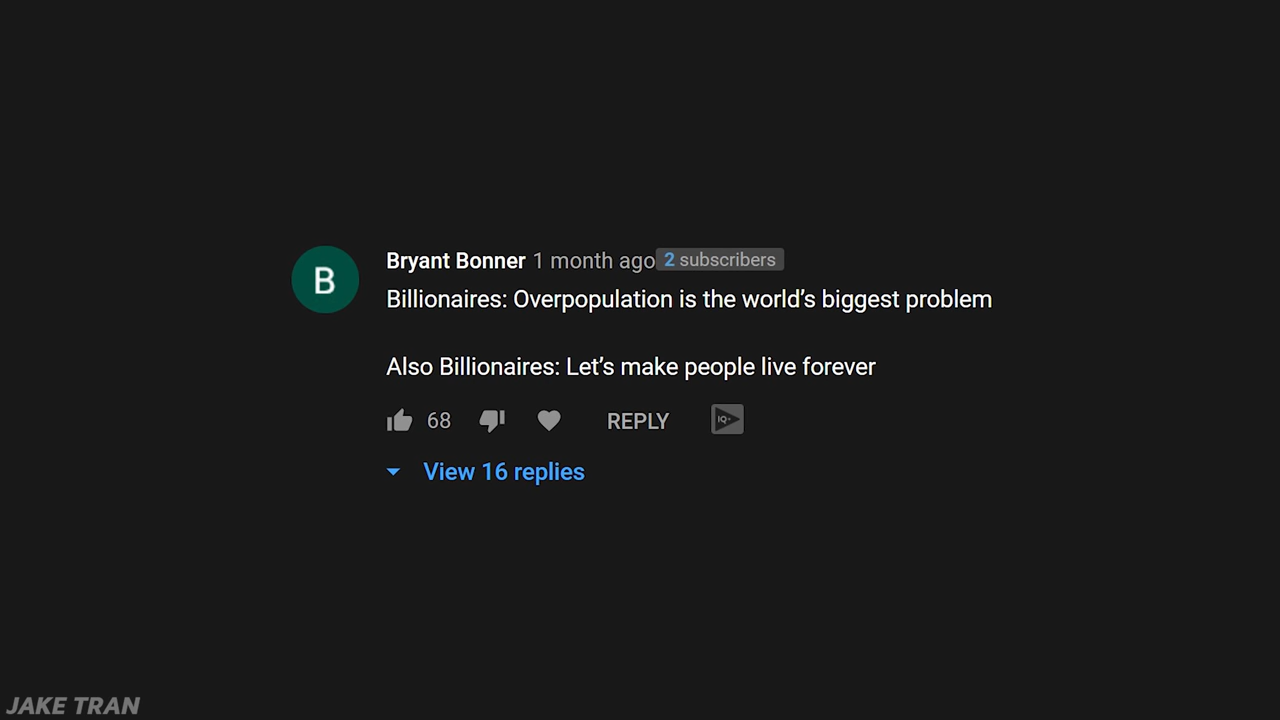 B
Bryant Bonner 1 month ago 2 subscribers
Billionaires: Overpopulation is the world’s biggest problem
Also Billionaires: Let’s make people live forever
68 REPLY IQ
View 16 replies
JAKE TRAN